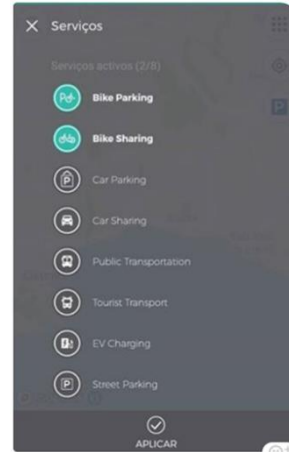 Serviços
Serviços activos (2/8)
Bike Parking
Bike Sharing
Car Parking
Car Sharing
Public Transportation
Tourist Transport
EV Charging
Street Parking
APLICAR